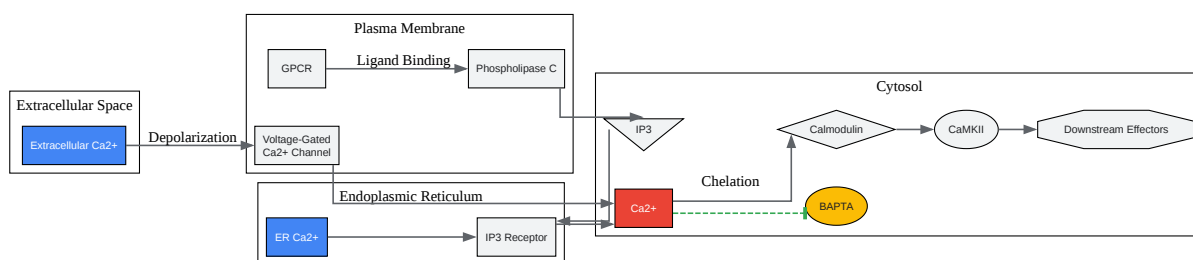 Plasma Membrane
GPCR
Ligand Binding
Phospholipase C
Extracellular Space
Extracellular Ca2+
Depolarization
Voltage-Gated
Ca2+ Channel
Cytosol
IP3
Calmodulin
CaMKII
Downstream Effectors
Chelation
Ca2+
BAPTA
Endoplasmic Reticulum
ER Ca2+
IP3 Receptor